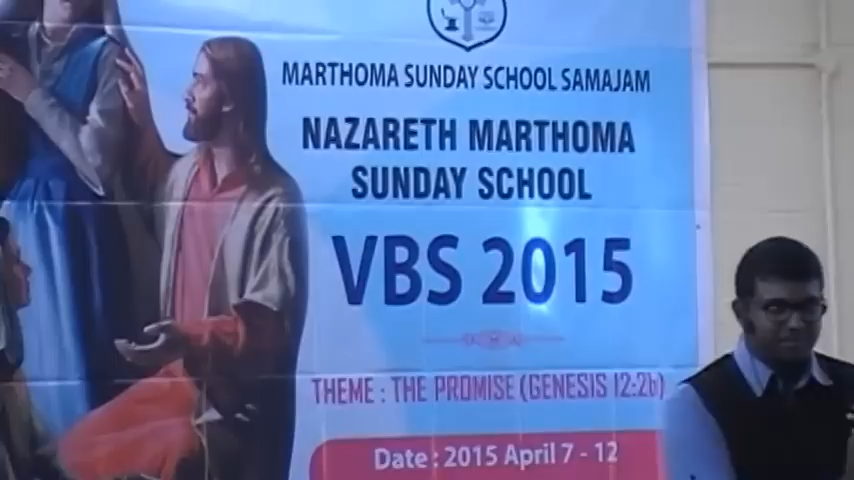 MARTHOMA SUNDAY SCHOOL SAMAJAM
NAZARETH MARTHOMA
SUNDAY SCHOOL
VBS 2015
THEME : THE PROMISE (GENESIS 12:2b)
Date : 2015 April 7 - 12